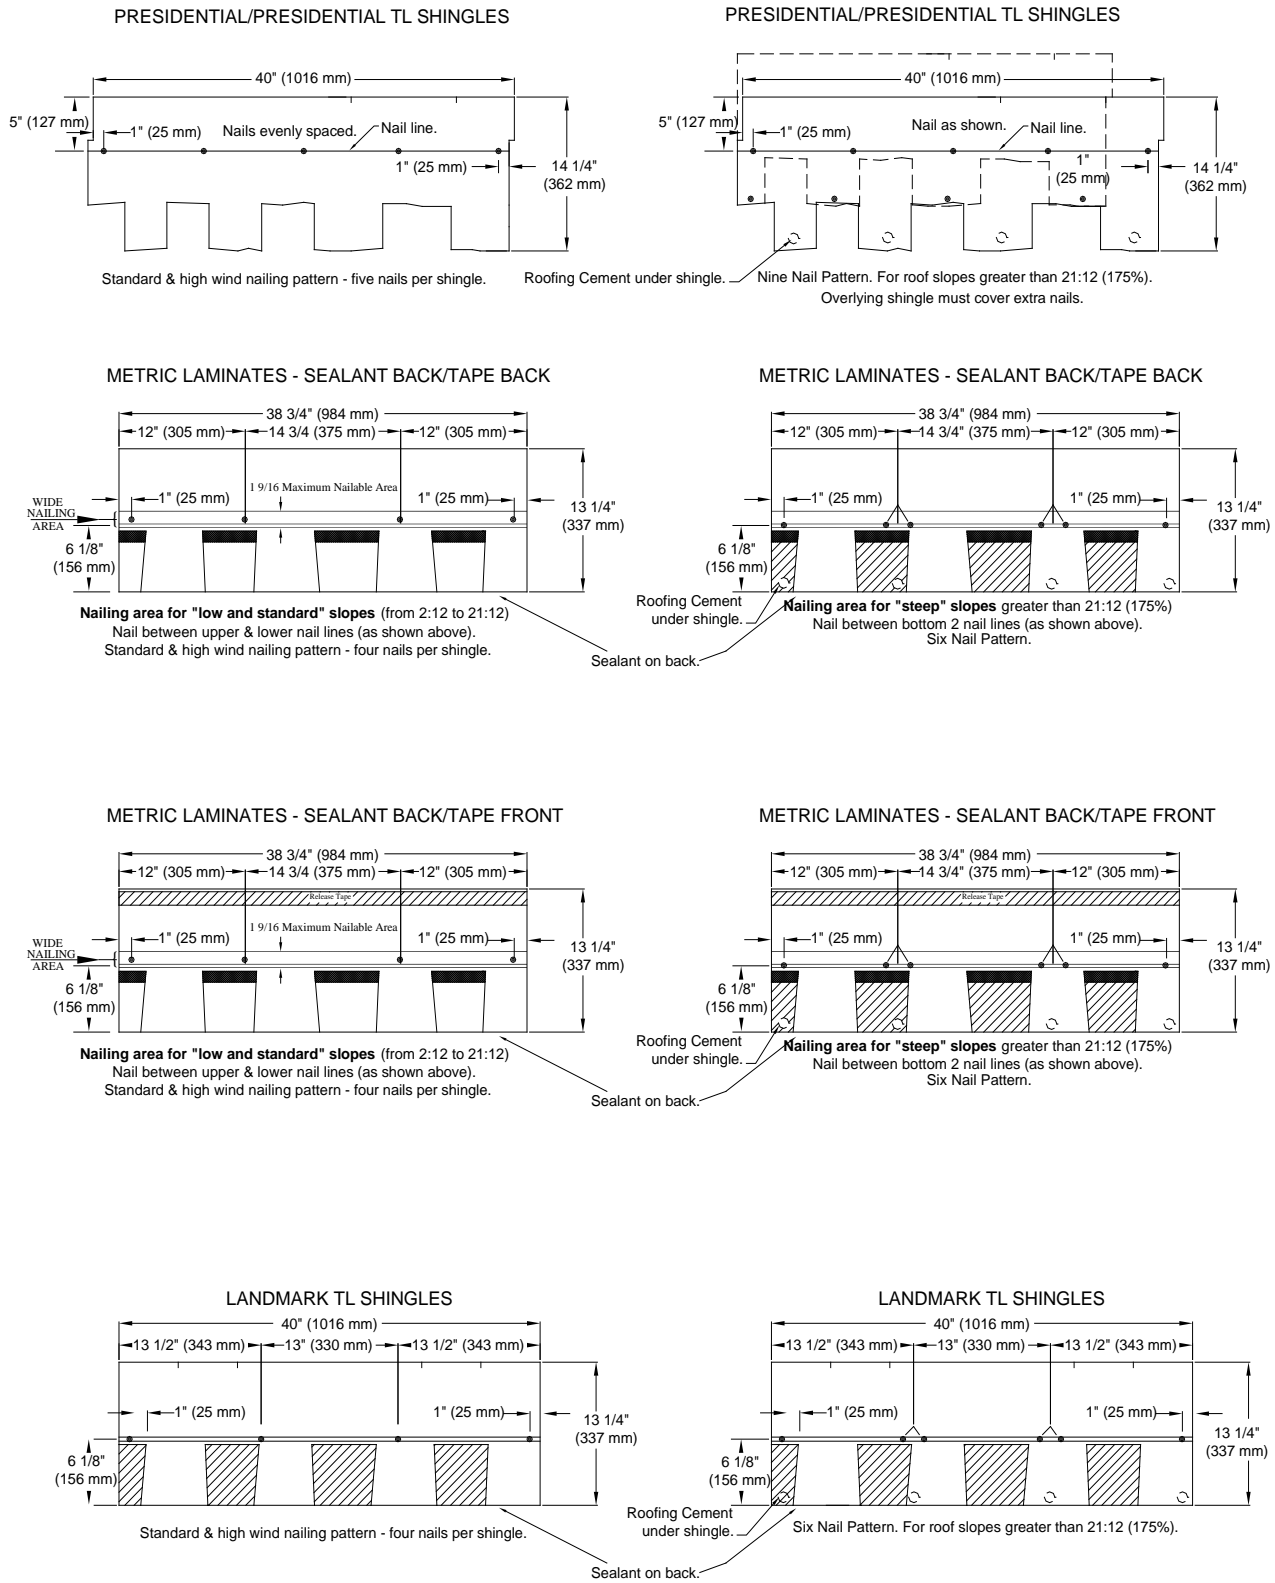 PRESIDENTIAL/PRESIDENTIAL TL SHINGLES
40" (1016 mm)
5" (127 mm)
1" (25 mm)
Nails evenly spaced.
Nail line.
1" (25 mm)
14 1/4"
(362 mm)
Standard & high wind nailing pattern - five nails per shingle.
PRESIDENTIAL/PRESIDENTIAL TL SHINGLES
40" (1016 mm)
5" (127 mm)
1" (25 mm)
Nail as shown.
Nail line.
1"
(25 mm)
14 1/4"
(362 mm)
Roofing Cement under shingle.
Nine Nail Pattern. For roof slopes greater than 21:12 (175%).
Overlying shingle must cover extra nails.
METRIC LAMINATES - SEALANT BACK/TAPE BACK
38 3/4" (984 mm)
12" (305 mm)
14 3/4 (375 mm)
12" (305 mm)
1" (25 mm)
1 9/16 Maximum Nailable Area
1" (25 mm)
WIDE
NAILING
AREA
13 1/4"
(337 mm)
6 1/8"
(156 mm)
Nailing area for "low and standard" slopes (from 2:12 to 21:12)
Nail between upper & lower nail lines (as shown above).
Standard & high wind nailing pattern - four nails per shingle.
METRIC LAMINATES - SEALANT BACK/TAPE BACK
38 3/4" (984 mm)
12" (305 mm)
14 3/4" (375 mm)
12" (305 mm)
1" (25 mm)
1" (25 mm)
13 1/4"
(337 mm)
6 1/8"
(156 mm)
Roofing Cement
under shingle.
Nailing area for "steep" slopes greater than 21:12 (175%)
Nail between bottom 2 nail lines (as shown above).
Six Nail Pattern.
Sealant on back.
METRIC LAMINATES - SEALANT BACK/TAPE FRONT
38 3/4" (984 mm)
12" (305 mm)
14 3/4 (375 mm)
12" (305 mm)
Release Tape
1" (25 mm)
1 9/16 Maximum Nailable Area
1" (25 mm)
WIDE
NAILING
AREA
13 1/4"
(337 mm)
6 1/8"
(156 mm)
Nailing area for "low and standard" slopes (from 2:12 to 21:12)
Nail between upper & lower nail lines (as shown above).
Standard & high wind nailing pattern - four nails per shingle.
METRIC LAMINATES - SEALANT BACK/TAPE FRONT
38 3/4" (984 mm)
12" (305 mm)
14 3/4" (375 mm)
12" (305 mm)
Release Tape
1" (25 mm)
1" (25 mm)
13 1/4"
(337 mm)
6 1/8"
(156 mm)
Roofing Cement
under shingle.
Nailing area for "steep" slopes greater than 21:12 (175%)
Nail between bottom 2 nail lines (as shown above).
Six Nail Pattern.
Sealant on back.
LANDMARK TL SHINGLES
40" (1016 mm)
13 1/2" (343 mm)
13" (330 mm)
13 1/2" (343 mm)
1" (25 mm)
1" (25 mm)
13 1/4"
(337 mm)
6 1/8"
(156 mm)
Standard & high wind nailing pattern - four nails per shingle.
LANDMARK TL SHINGLES
40" (1016 mm)
13 1/2" (343 mm)
13" (330 mm)
13 1/2" (343 mm)
1" (25 mm)
1" (25 mm)
13 1/4"
(337 mm)
6 1/8"
(156 mm)
Roofing Cement
under shingle.
Six Nail Pattern. For roof slopes greater than 21:12 (175%).
Sealant on back.